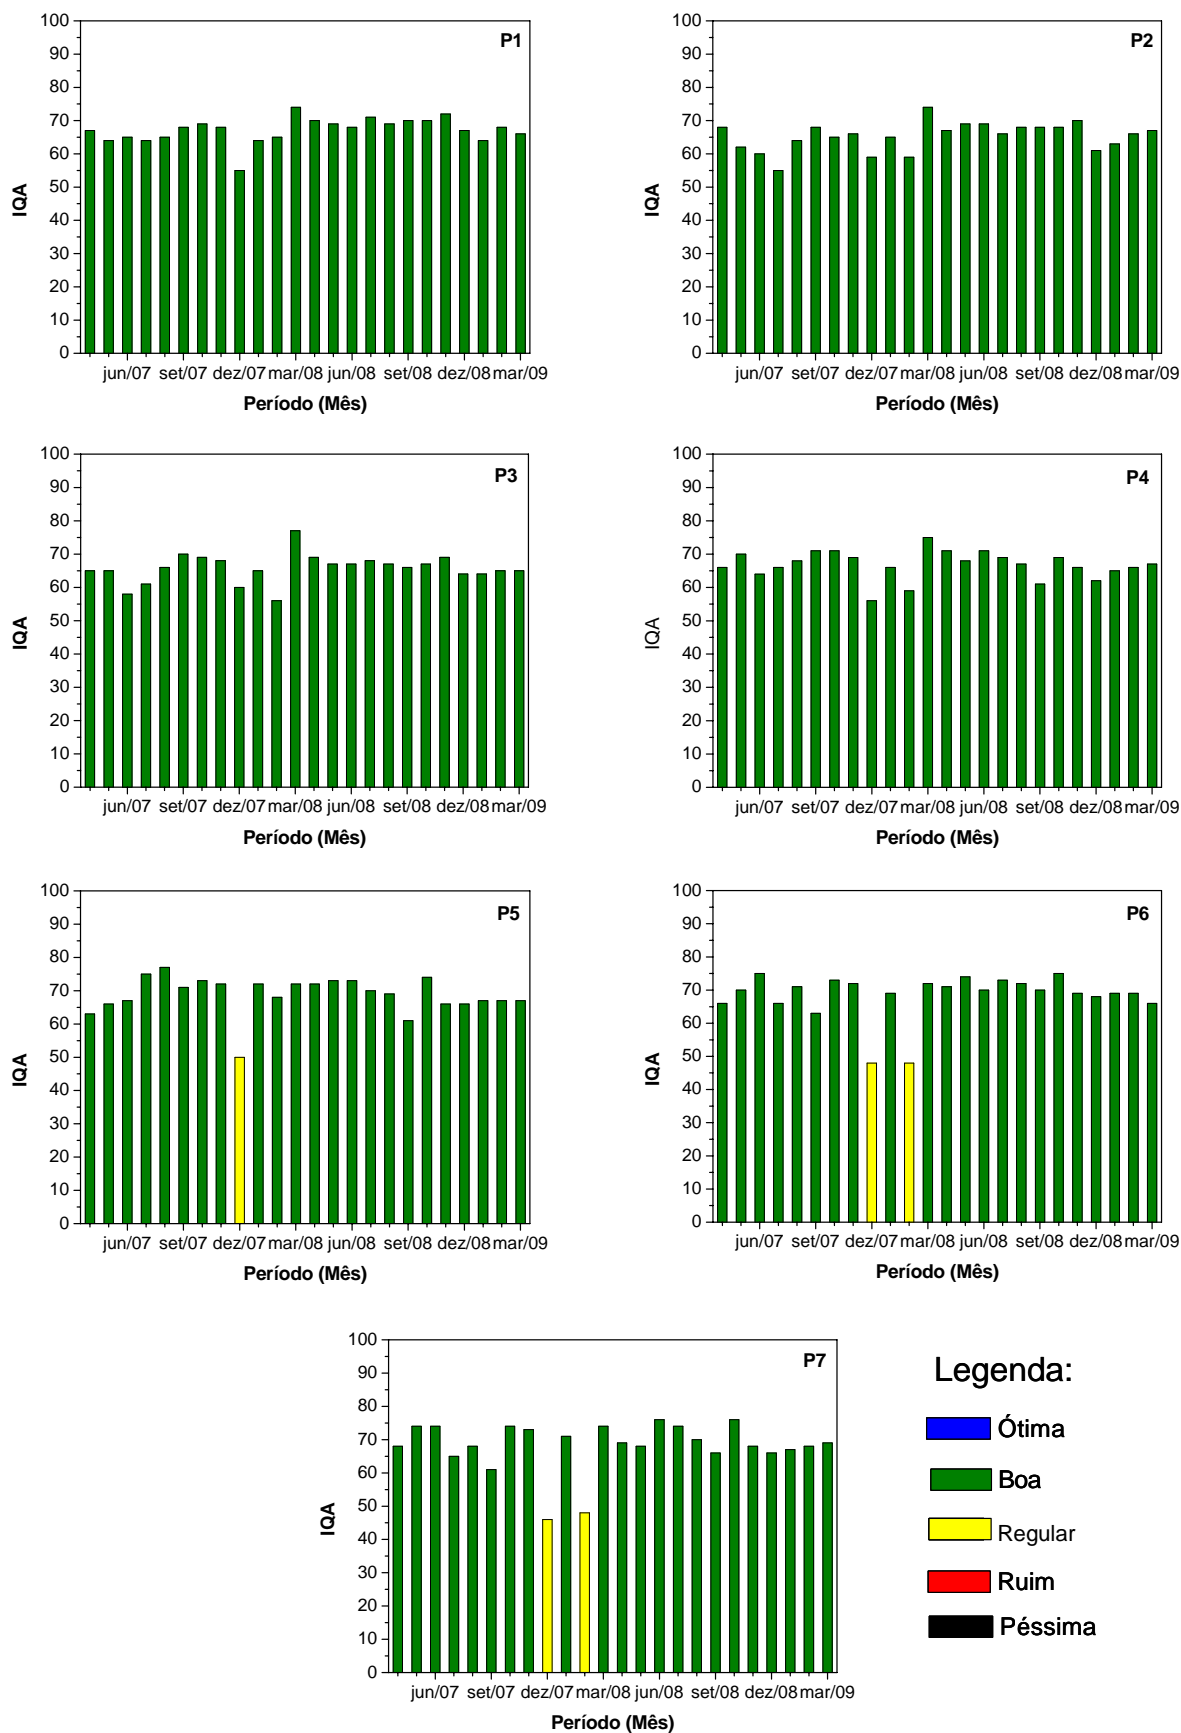 P1
100
90
80
70
60
50
40
30
20
10
0
IQA
jun/07 set/07 dez/07 mar/08 jun/08 set/08 dez/08 mar/09
Período (Mês)
P2
100
90
80
70
60
50
40
30
20
10
0
IQA
jun/07 set/07 dez/07 mar/08 jun/08 set/08 dez/08 mar/09
Período (Mês)
P3
100
90
80
70
60
50
40
30
20
10
0
IQA
jun/07 set/07 dez/07 mar/08 jun/08 set/08 dez/08 mar/09
Período (Mês)
P4
100
90
80
70
60
50
40
30
20
10
0
IQA
jun/07 set/07 dez/07 mar/08 jun/08 set/08 dez/08 mar/09
Período (Mês)
P5
100
90
80
70
60
50
40
30
20
10
0
IQA
jun/07 set/07 dez/07 mar/08 jun/08 set/08 dez/08 mar/09
Período (Mês)
P6
100
90
80
70
60
50
40
30
20
10
0
IQA
jun/07 set/07 dez/07 mar/08 jun/08 set/08 dez/08 mar/09
Período (Mês)
P7
100
90
80
70
60
50
40
30
20
10
0
IQA
jun/07 set/07 dez/07 mar/08 jun/08 set/08 dez/08 mar/09
Período (Mês)
Legenda:
Ótima
Boa
Regular
Ruim
Péssima